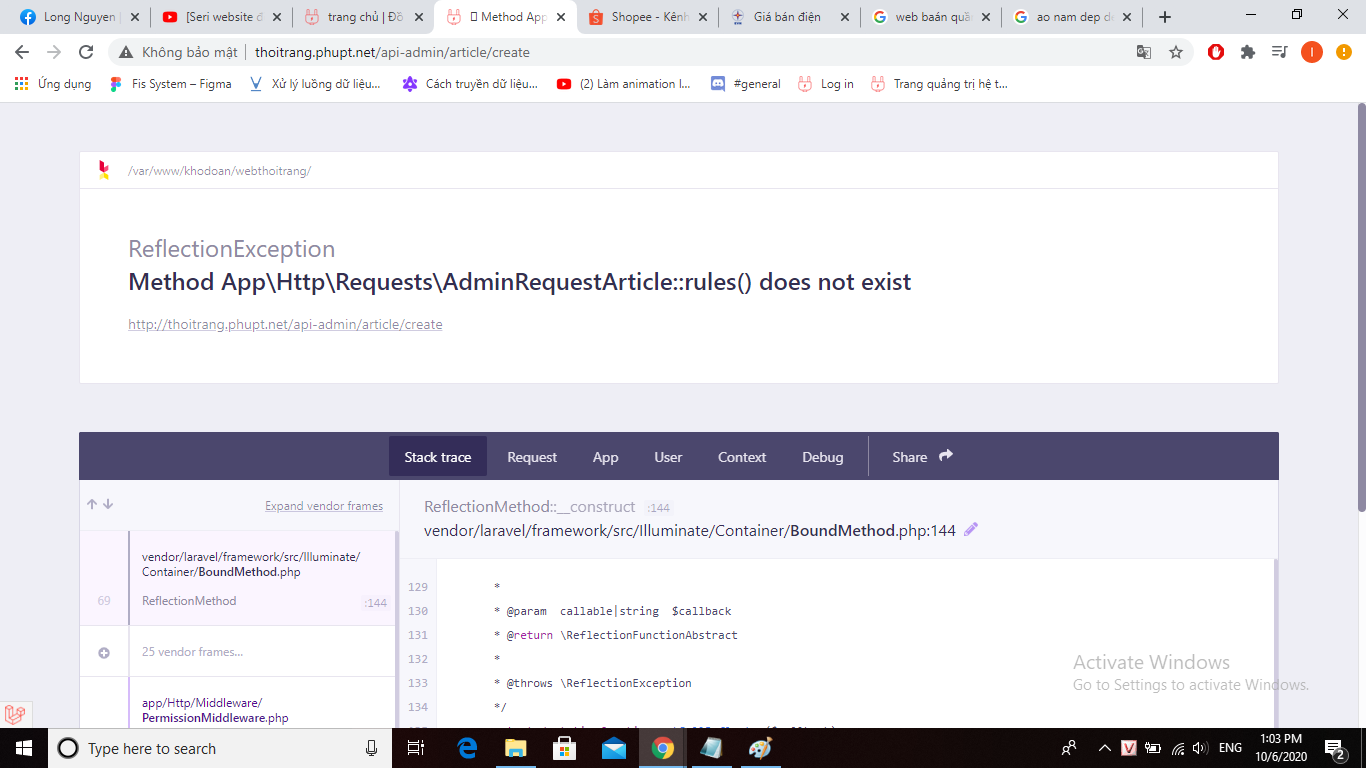 Long Nguyen |
[Seri website đ
trang chủ | Đồ
Method App
Shopee - Kênh
Giá bán điện
web baán quầ
ao nam dep d
Không bảo mật | thoitrang.phupt.net/api-admin/article/create
Ứng dụng
Fis System – Figma
Xử lý luồng dữ liệu...
Cách truyền dữ liệu...
(2) Làm animation l...
#general
Log in
Trang quảng trị hệ t...
/var/www/khodoan/webthoitrang/
ReflectionException
Method App\Http\Requests\AdminRequestArticle::rules() does not exist
http://thoitrang.phupt.net/api-admin/article/create
Stack trace
Request
App
User
Context
Debug
Share
Expand vendor frames
vendor/laravel/framework/src/Illuminate/
Container/BoundMethod.php
69
ReflectionMethod
:144
25 vendor frames...
app/Http/Middleware/
PermissionMiddleware.php
ReflectionMethod::__construct :144
vendor/laravel/framework/src/Illuminate/Container/BoundMethod.php:144
129 *
130 * @param callable|string $callback
131 * @return \ReflectionFunctionAbstract
132 *
133 * @throws \ReflectionException
134 */
Activate Windows
Go to Settings to activate Windows.
Type here to search
ENG
1:03 PM
10/6/2020
2